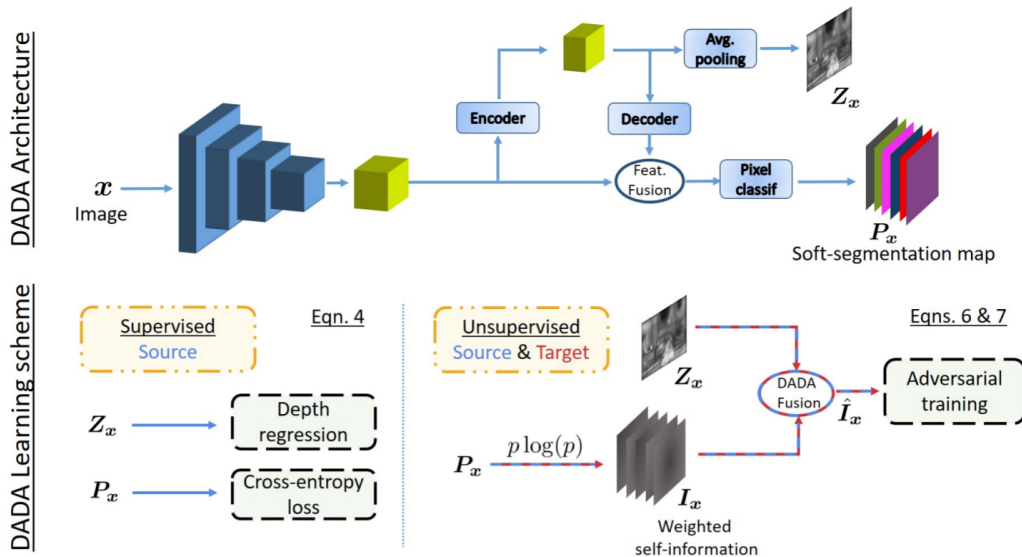 DADA Architecture
x
Image
Encoder
Decoder
Avg.
pooling
Feat.
Fusion
Pixel
classif
Z_x
P_x
Soft-segmentation map
DADA Learning scheme
Supervised
Source
Eqn. 4
Z_x
Depth
regression
P_x
Cross-entropy
loss
Unsupervised
Source & Target
Eqns. 6 & 7
Z_x
DADA
Fusion
Î_x
Adversarial
training
P_x
p log(p)
I_x
Weighted
self-information